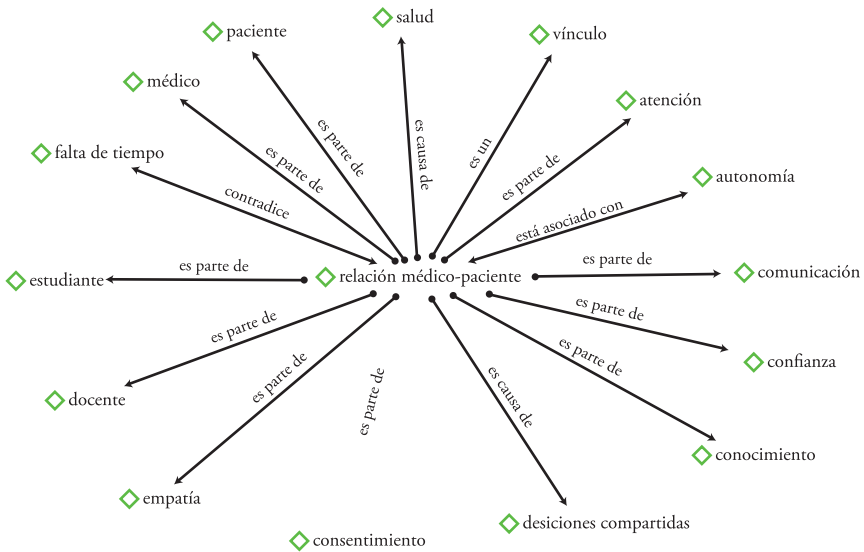 salud
paciente
vínculo
médico
atención
falta de tiempo
autonomía
es parte de
es causa de
es un
es parte de
es parte de
contradice
está asociado con
estudiante
es parte de
relación médico-paciente
es parte de
comunicación
es parte de
es parte de
es parte de
confianza
es parte de
es parte de
es causa de
docente
conocimiento
empatía
desiciones compartidas
consentimiento